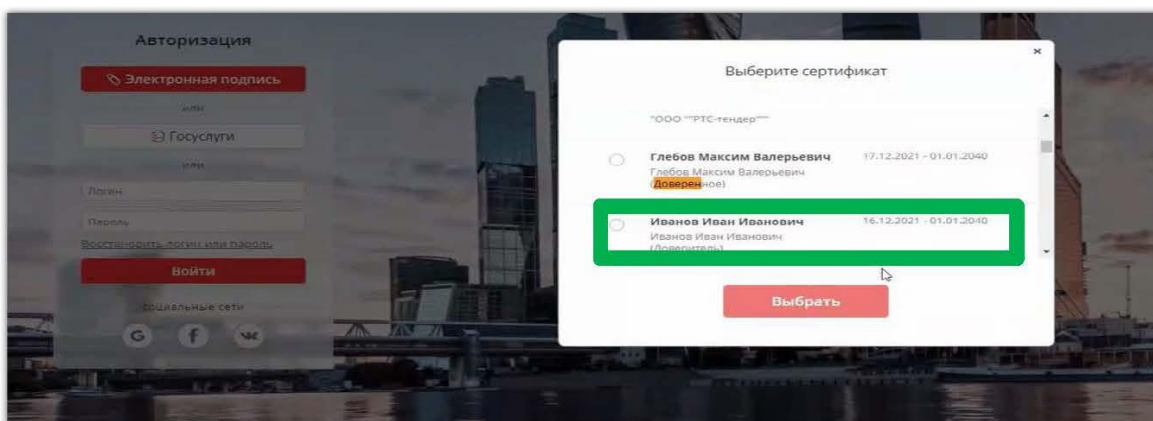 Авторизация
Электронная подпись
или
Госуслуги
или
Логин
Пароль
Восстановить логин или пароль
Войти
социальные сети
G f
Выберите сертификат
"ООО ""РТС-тендер"""
Глебов Максим Валерьевич 17.12.2021 - 01.01.2040
Глебов Максим Валерьевич
(Доверенное)
Иванов Иван Иванович 16.12.2021 - 01.01.2040
Иванов Иван Иванович
(Доверитель)
Выбрать